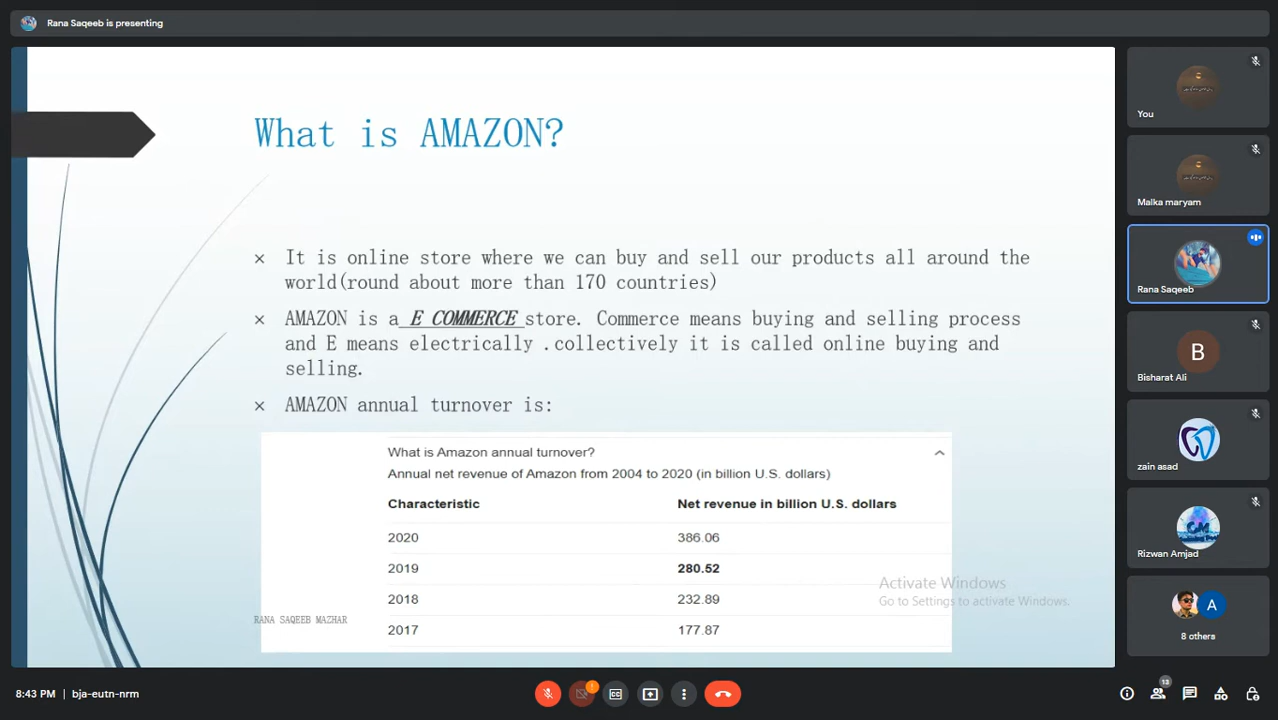 Rana Saqeeb is presenting
What is AMAZON?
× It is online store where we can buy and sell our products all around the
world(round about more than 170 countries)
× AMAZON is a E COMMERCE store. Commerce means buying and selling process
and E means electrically .collectively it is called online buying and
selling.
× AMAZON annual turnover is:
What is Amazon annual turnover?
Annual net revenue of Amazon from 2004 to 2020 (in billion U.S. dollars)
Characteristic Net revenue in billion U.S. dollars
2020 386.06
2019 280.52
2018 232.89
2017 177.87
RANA SAQEEB MAZHAR
Activate Windows
Go to Settings to activate Windows.
You
Malka maryam
Rana Saqeeb
B
Bisharat Ali
zain asad
Rizwan Amjad
A
8 others
8:43 PM | bja-eutn-nrm
1
CC
13